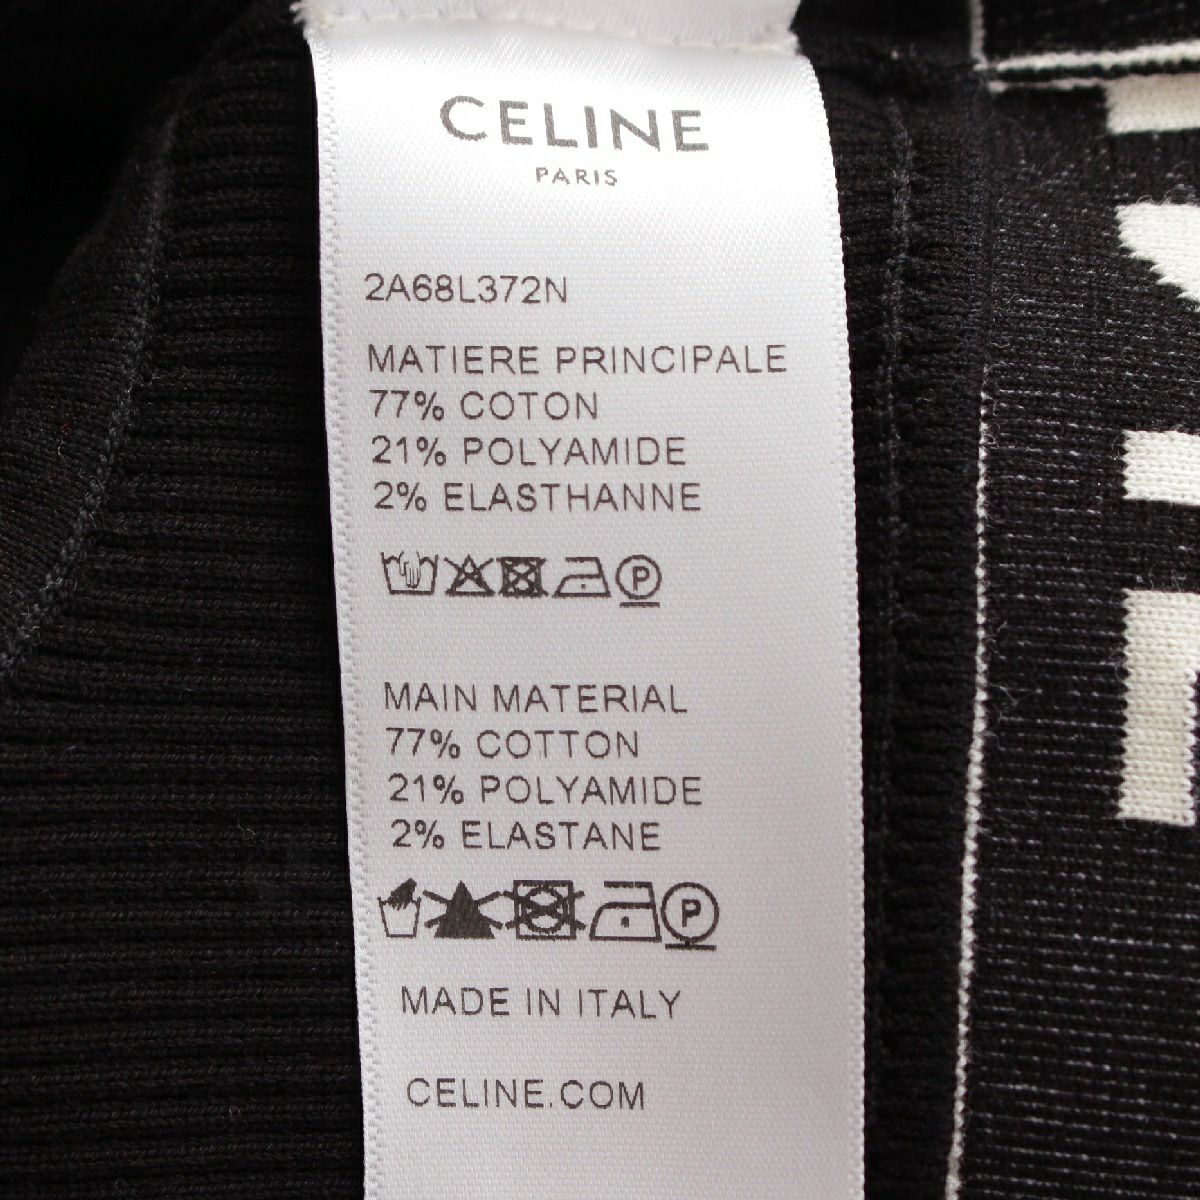 CELINE
PARIS
2A68L372N
MATIERE PRINCIPALE
77% COTON
21% POLYAMIDE
2% ELASTHANNE
P
MAIN MATERIAL
77% COTTON
21% POLYAMIDE
2% ELASTANE
P
MADE IN ITALY
CELINE.COM